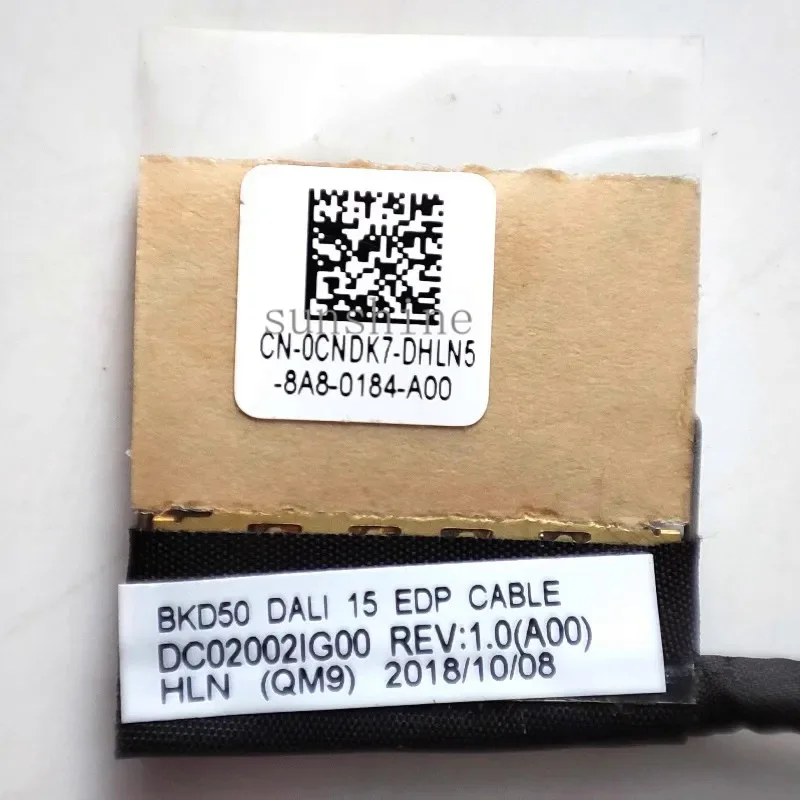 sunshine
CN-0CNDK7-DHLN5
-8A8-0184-A00
BKD50 DALI 15 EDP CABLE
DC02002IG00 REV:1.0(A00)
HLN (QM9) 2018/10/08